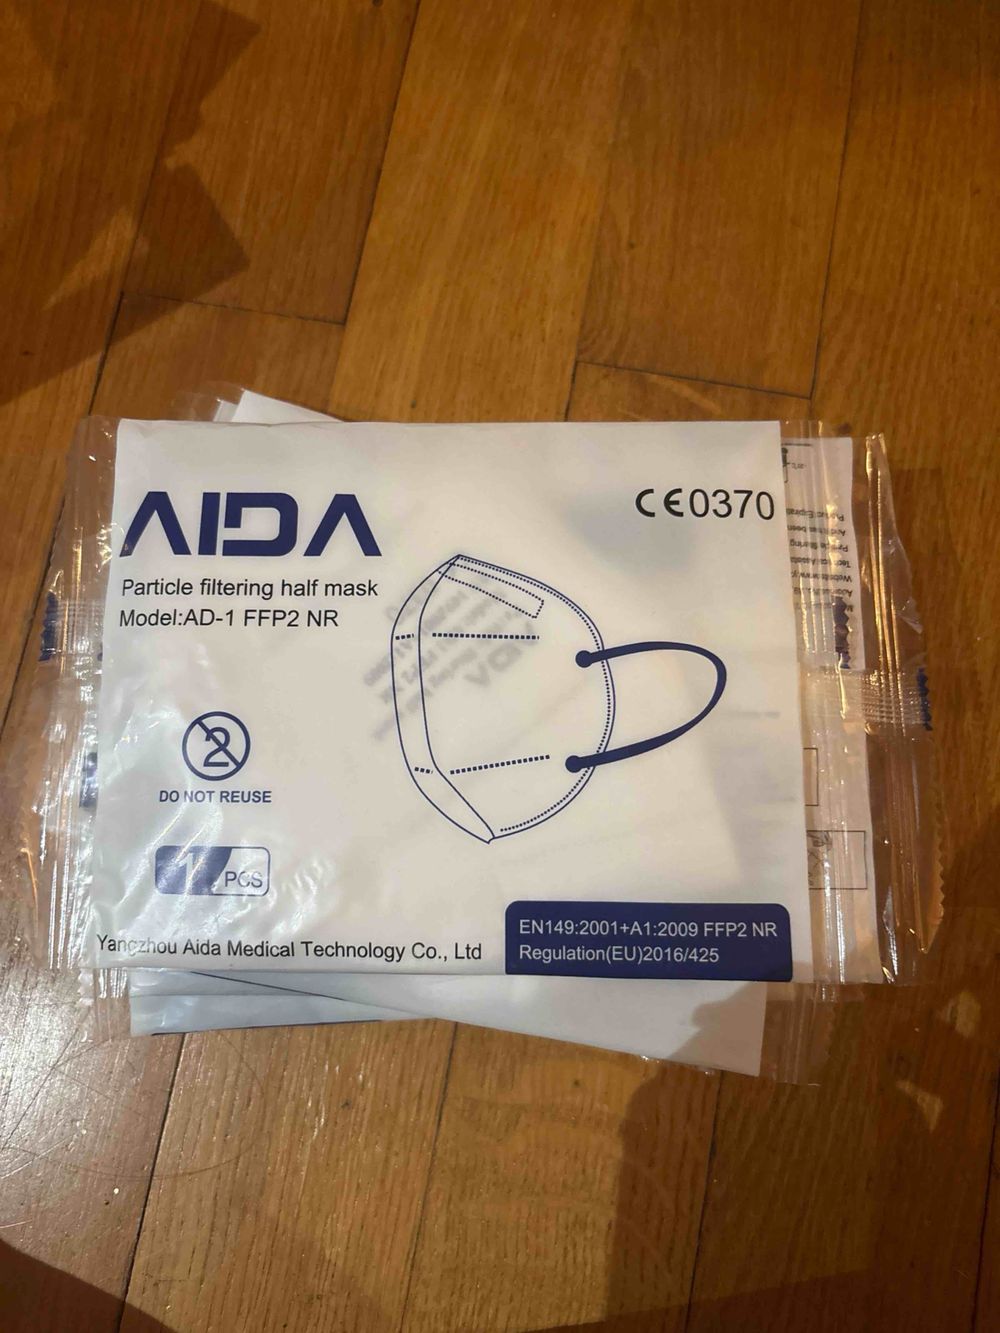 AIDA
CE0370
Particle filtering half mask
Model:AD-1 FFP2 NR
2
DO NOT REUSE
1 PCS
Yangzhou Aida Medical Technology Co., Ltd
EN149:2001+A1:2009 FFP2 NR
Regulation(EU)2016/425